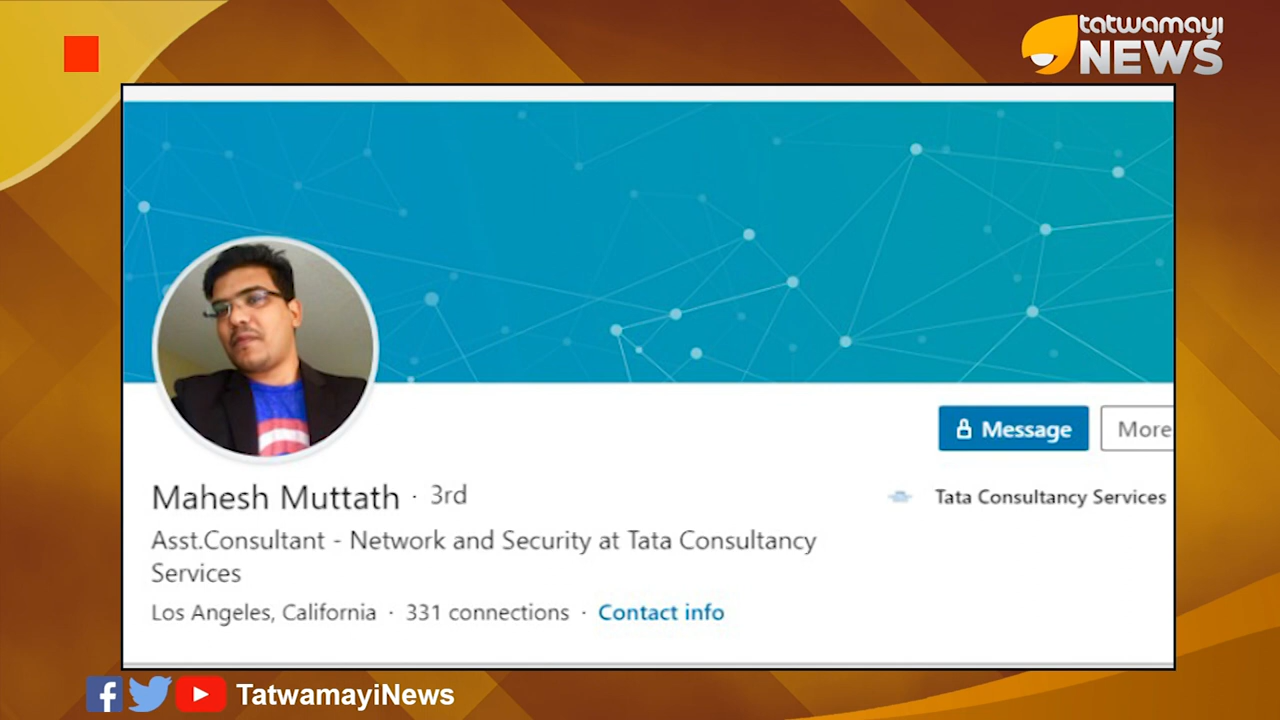 tatwamayi
NEWS
Message
More
Mahesh Muttath · 3rd
Tata Consultancy Services
Asst.Consultant - Network and Security at Tata Consultancy
Services
Los Angeles, California · 331 connections · Contact info
TatwamayiNews